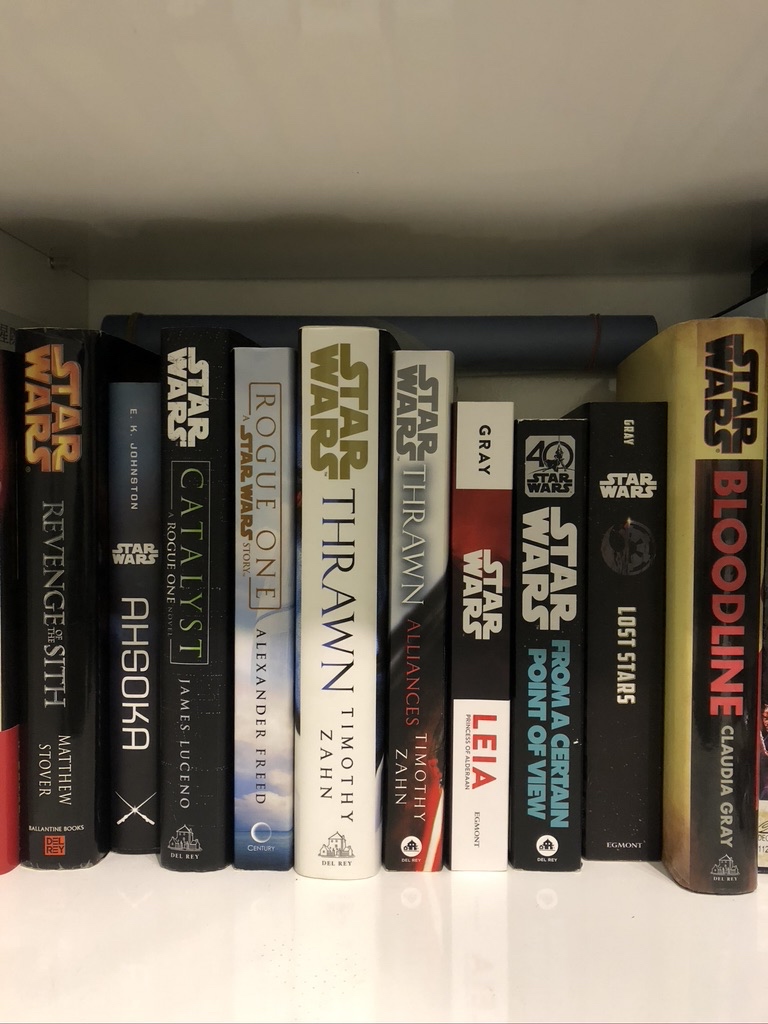 STAR
WARS
REVENGE
OF THE
SITH
MATTHEW
STOVER
BALLANTINE BOOKS
DEL
REY
E. K. JOHNSTON
STAR
WARS
AHSOKA
STAR
WARS
CATALYST
A ROGUE ONE NOVEL
JAMES LUCENO
DEL REY
ROGUE ONE
A STAR WARS STORY
ALEXANDER FREED
CENTURY
STAR
WARS
THRAWN
TIMOTHY
ZAHN
DEL REY
STAR
WARS
THRAWN
ALLIANCES
TIMOTHY
ZAHN
DEL REY
GRAY
STAR
WARS
LEIA
PRINCESS OF ALDERAAN
EGMONT
40
STAR
WARS
STAR
WARS
FROM A CERTAIN
POINT OF VIEW
DEL REY
GRAY
STAR
WARS
LOST STARS
EGMONT
STAR
WARS
BLOODLINE
CLAUDIA GRAY
DEL REY